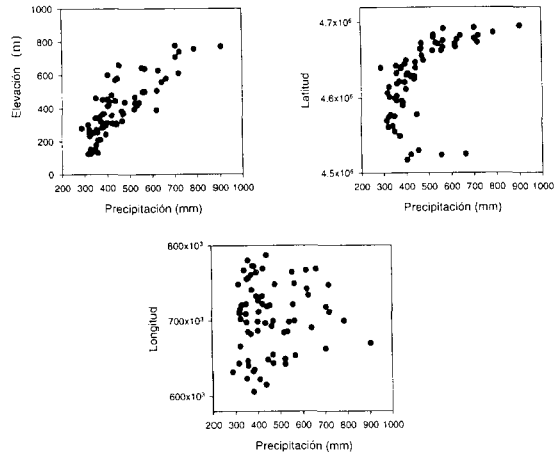 1000
800
600
400
200
0
Elevación (m)
200 300 400 500 600 700 800 900 1000
Precipitación (mm)
4.7x10⁶
4.6x10⁶
4.5x10⁶
Latitud
200 300 400 500 600 700 800 900 1000
Precipitación (mm)
800x10³
700x10³
600x10³
Longitud
200 300 400 500 600 700 800 900 1000
Precipitación (mm)